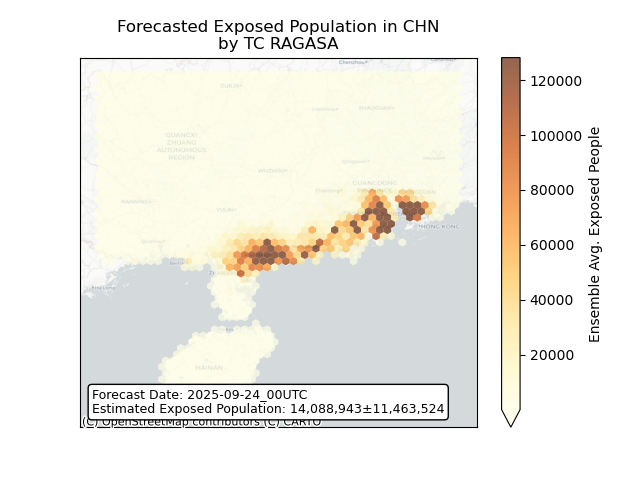 Forecasted Exposed Population in CHN
by TC RAGASA
GUANGXI
ZHUANG
AUTONOMOUS
REGION
HONG KONG
HAINAN
120000
100000
80000
60000
40000
20000
Ensemble Avg. Exposed People
Forecast Date: 2025-09-24_00UTC
Estimated Exposed Population: 14,088,943±11,463,524
(C) OpenStreetMap contributors (C) CARTO